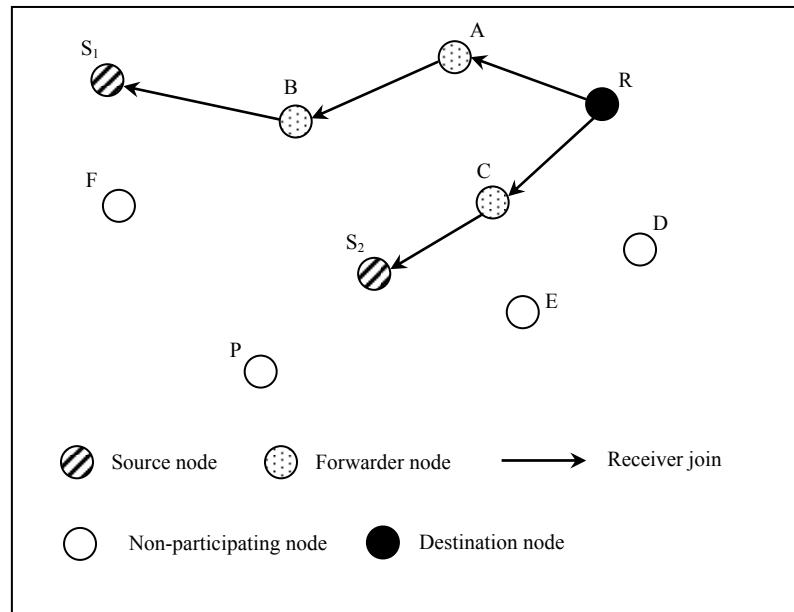 A
S₁
R
B
F
C
D
S₂
E
P
Source node
Forwarder node
Receiver join
Non-participating node
Destination node